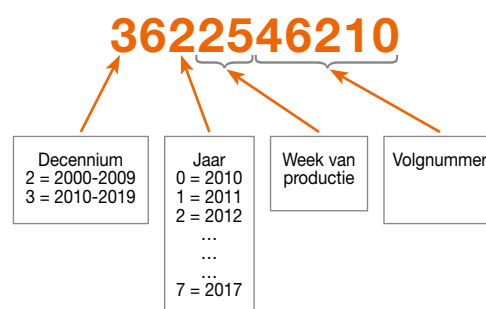 3622546210
Decennium
2 = 2000-2009
3 = 2010-2019
Jaar
0 = 2010
1 = 2011
2 = 2012
...
...
...
7 = 2017
Week van
productie
Volgnummer